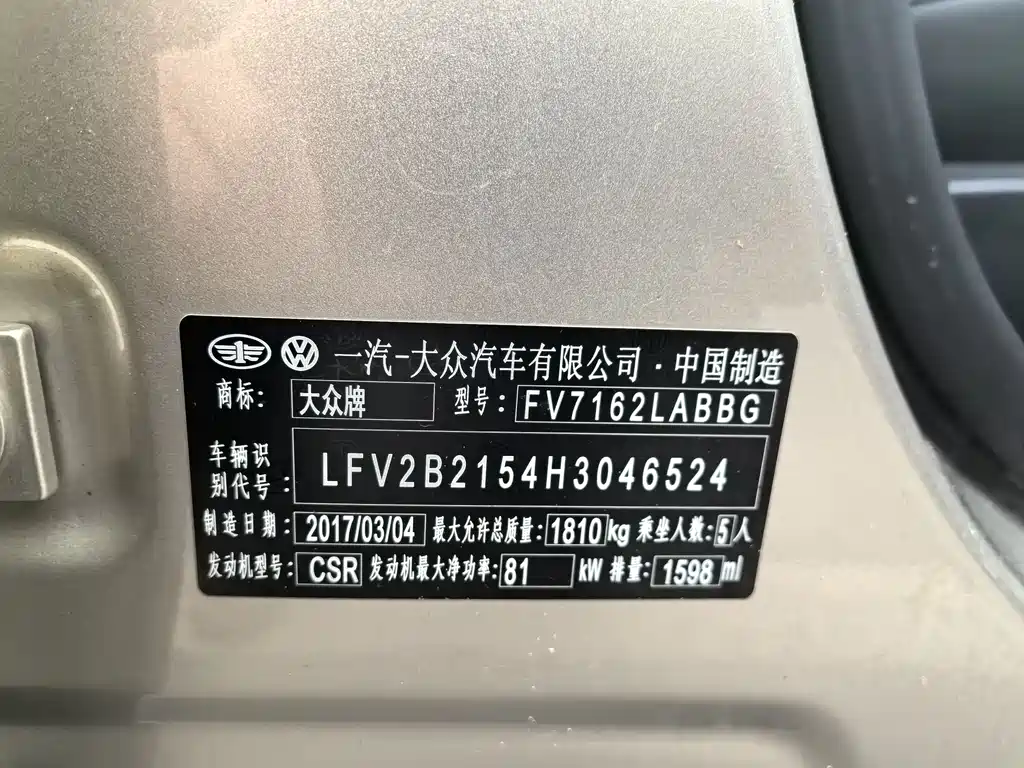 一汽-大众汽车有限公司·中国制造
商标: 大众牌 型号: FV7162LABBG
车辆识别代号: LFV2B2154H3046524
制造日期: 2017/03/04 最大允许总质量: 1810 kg 乘坐人数: 5 人
发动机型号: CSR 发动机最大净功率: 81 kW 排量: 1598 ml